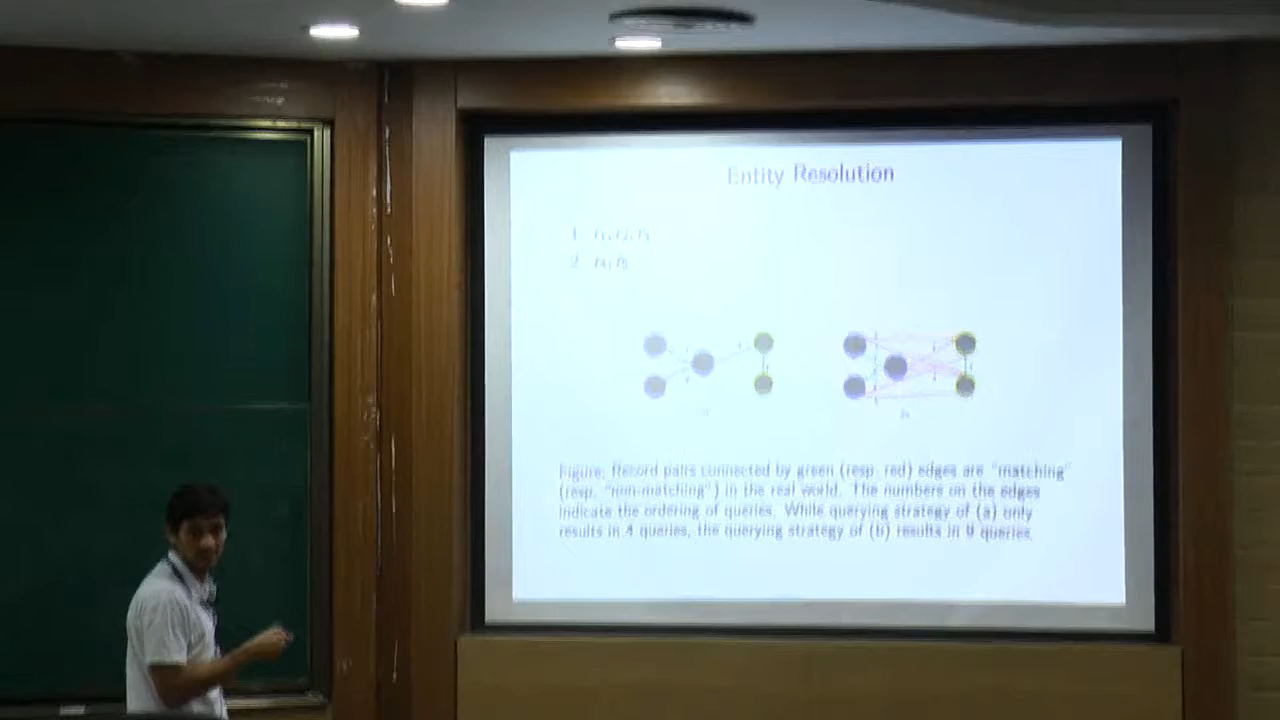 Entity Resolution
1
2
Figure: Record pairs connected by green (resp. red) edges are "matching"
(resp. "non-matching") in the real world. The numbers on the edges
indicate the ordering of queries. While querying strategy of (a) only
results in 4 queries, the querying strategy of (b) results in 9 queries.